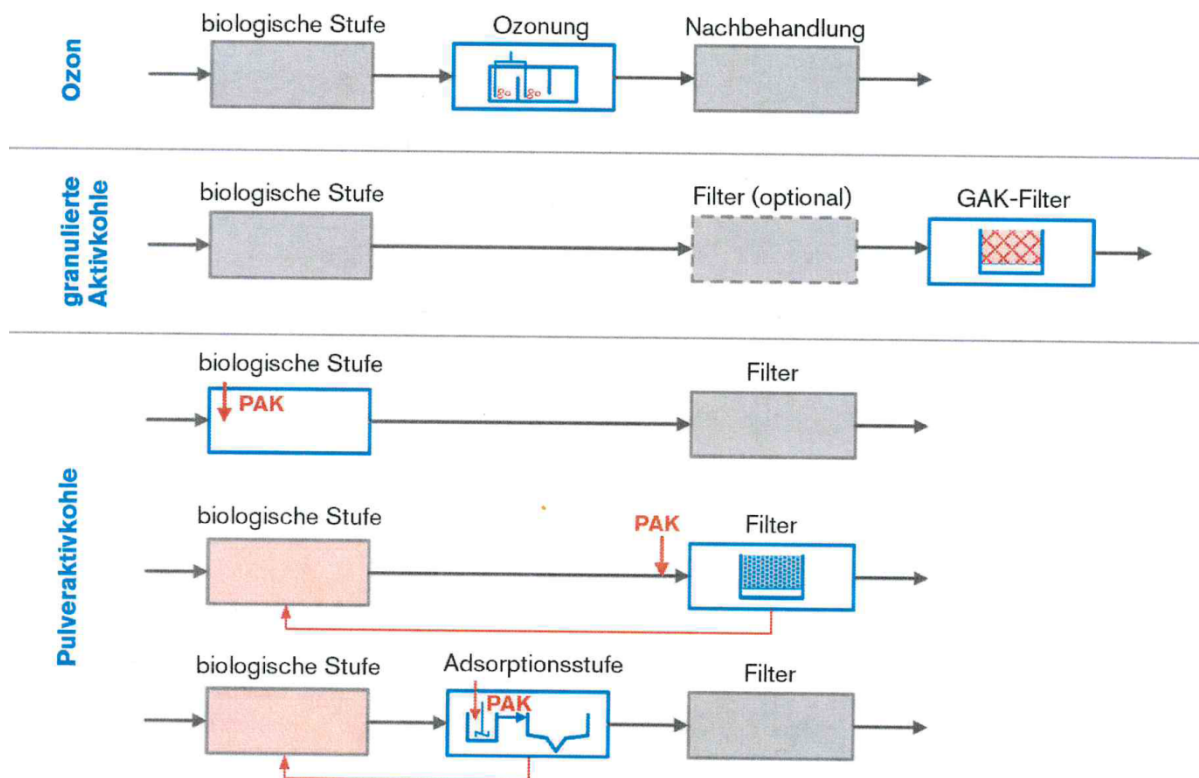 Ozon
biologische Stufe
Ozonung
Nachbehandlung
granulierte
Aktivkohle
biologische Stufe
Filter (optional)
GAK-Filter
Pulveraktivkohle
biologische Stufe
PAK
Filter
biologische Stufe
PAK
Filter
biologische Stufe
Adsorptionsstufe
PAK
Filter